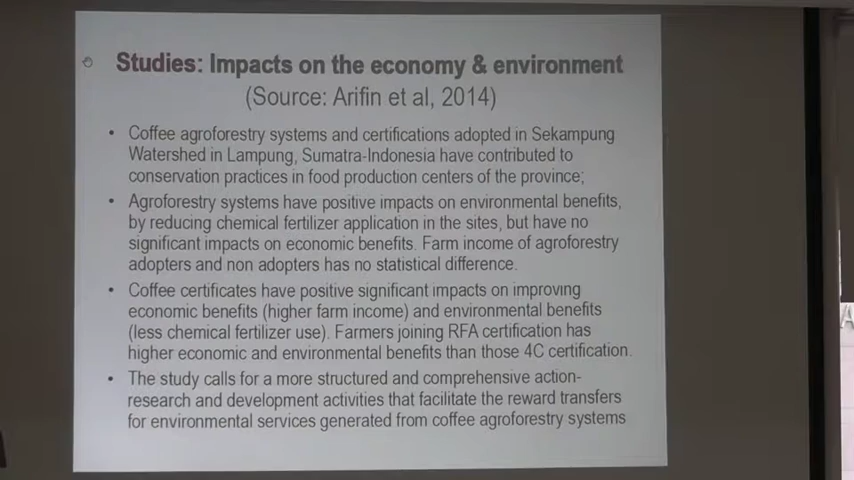 Studies: Impacts on the economy & environment
(Source: Arifin et al, 2014)
• Coffee agroforestry systems and certifications adopted in Sekampung
Watershed in Lampung, Sumatra-Indonesia have contributed to
conservation practices in food production centers of the province;
• Agroforestry systems have positive impacts on environmental benefits,
by reducing chemical fertilizer application in the sites, but have no
significant impacts on economic benefits. Farm income of agroforestry
adopters and non adopters has no statistical difference.
• Coffee certificates have positive significant impacts on improving
economic benefits (higher farm income) and environmental benefits
(less chemical fertilizer use). Farmers joining RFA certification has
higher economic and environmental benefits than those 4C certification.
• The study calls for a more structured and comprehensive action-
research and development activities that facilitate the reward transfers
for environmental services generated from coffee agroforestry systems